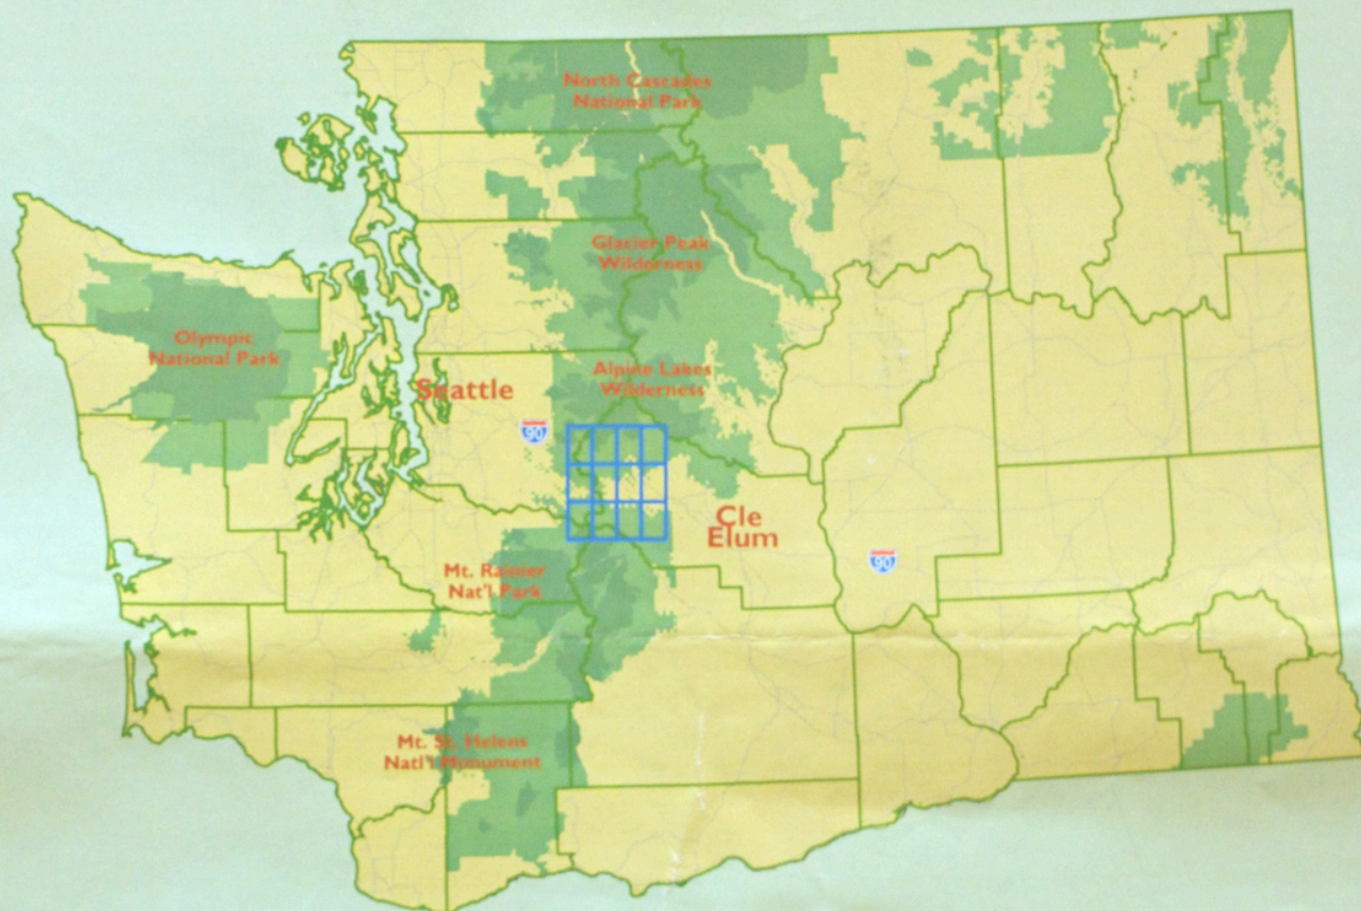 North Cascades
National Park
Glacier Peak
Wilderness
Olympic
National Park
Alpine Lakes
Wilderness
Seattle
90
Cle
Elum
90
Mt. Rainier
Nat'l Park
Mt. St. Helens
Natl'l Monument